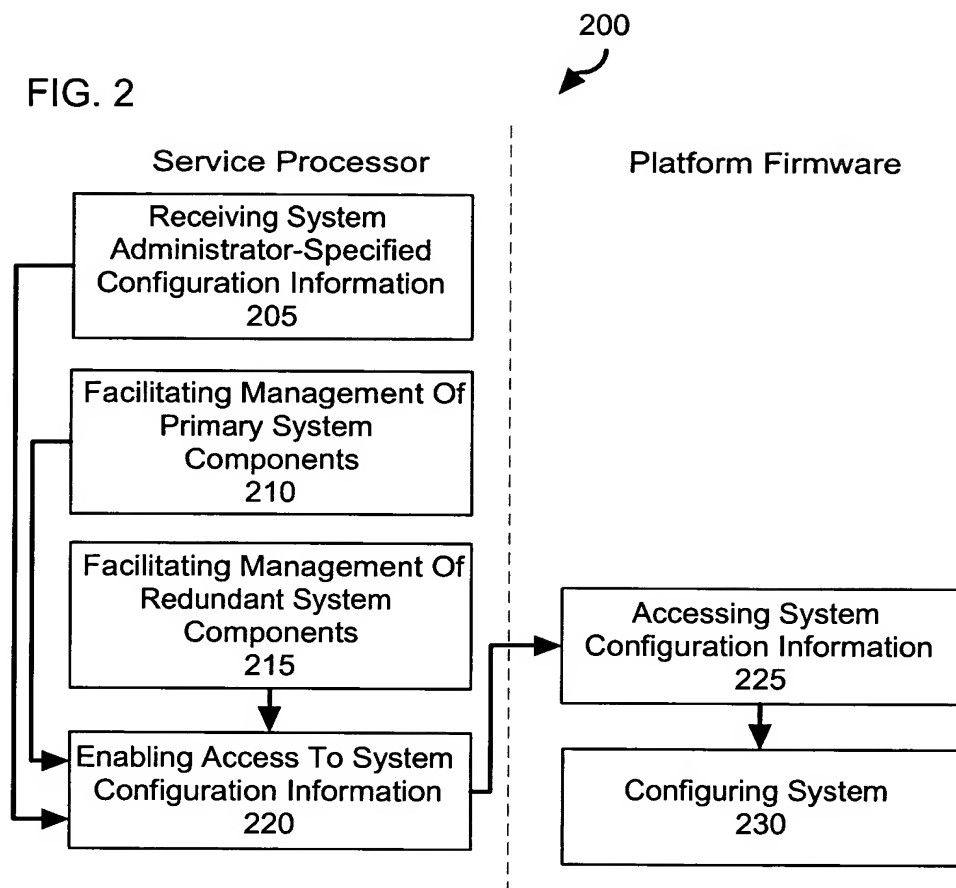 200
FIG. 2
Service Processor
Platform Firmware
Receiving System
Administrator-Specified
Configuration Information
205
Facilitating Management Of
Primary System
Components
210
Facilitating Management Of
Redundant System
Components
215
Enabling Access To System
Configuration Information
220
Accessing System
Configuration Information
225
Configuring System
230